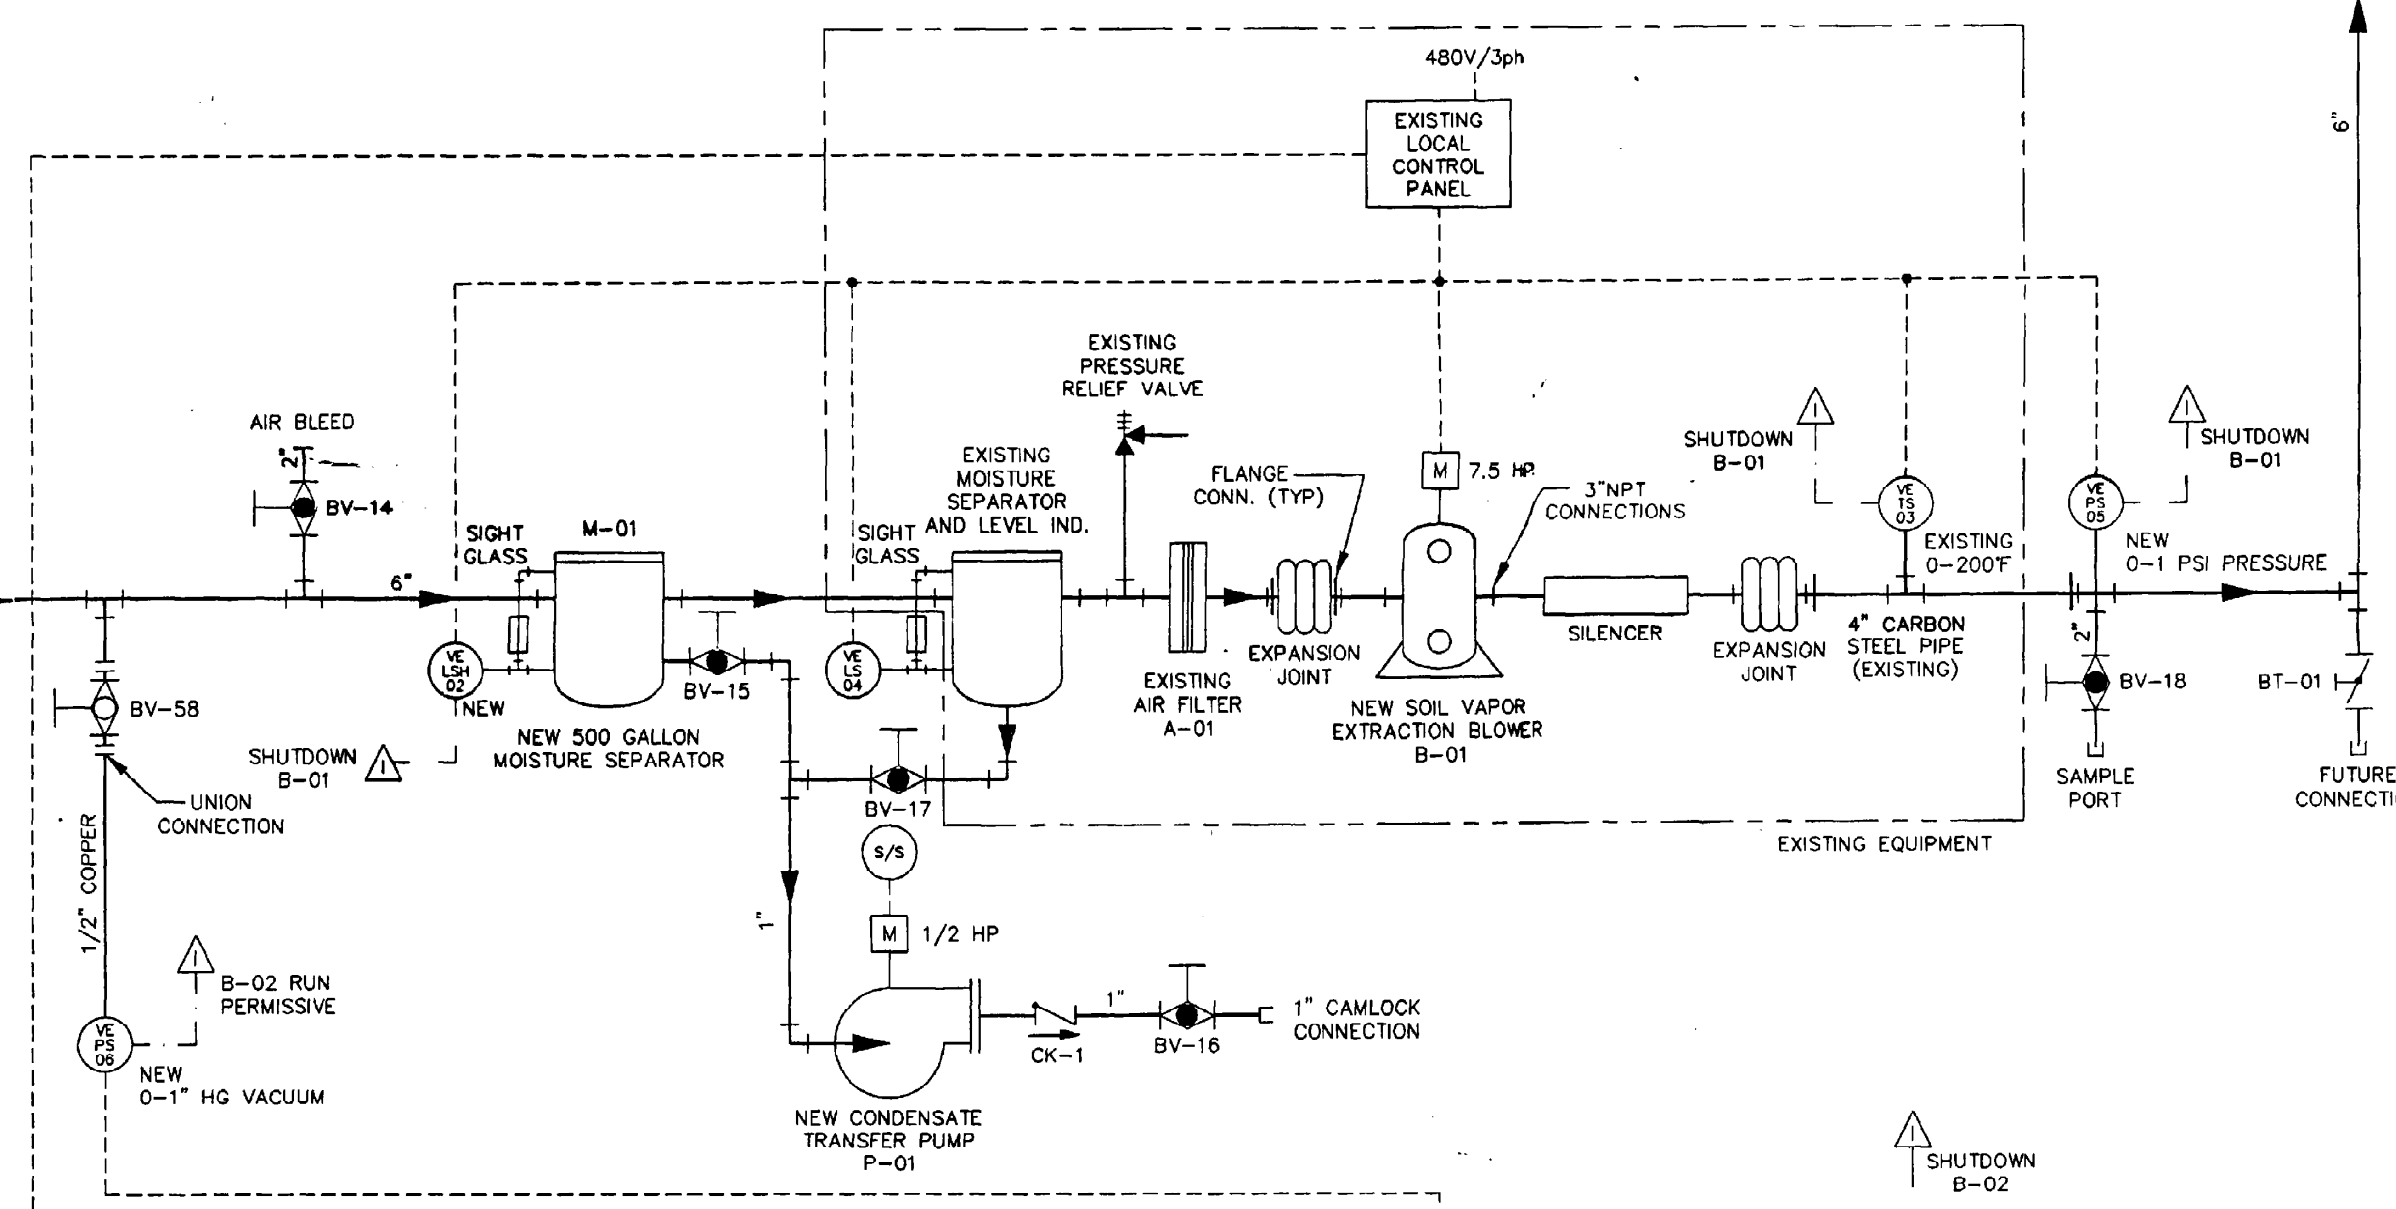 480V/3ph
EXISTING
LOCAL
CONTROL
PANEL
6"
EXISTING
PRESSURE
RELIEF VALVE
AIR BLEED
2"
BV-14
SIGHT
GLASS
M-01
6"
SIGHT
GLASS
EXISTING
MOISTURE
SEPARATOR
AND LEVEL IND.
FLANGE
CONN. (TYP)
M
7.5 HP.
3"NPT
CONNECTIONS
SHUTDOWN
B-01
VE
TS
03
EXISTING
0-200°F
VE
PS
05
SHUTDOWN
B-01
NEW
0-1 PSI PRESSURE
BV-58
VE
LSH
02
NEW
BV-15
VE
LS
04
NEW 500 GALLON
MOISTURE SEPARATOR
SHUTDOWN
B-01
EXISTING
AIR FILTER
A-01
EXPANSION
JOINT
NEW SOIL VAPOR
EXTRACTION BLOWER
B-01
SILENCER
EXPANSION
JOINT
4" CARBON
STEEL PIPE
(EXISTING)
2"
BV-18
BT-01
SAMPLE
PORT
FUTURE
CONNECTI
UNION
CONNECTION
BV-17
EXISTING EQUIPMENT
1/2" COPPER
S/S
M
1/2 HP
1"
B-02 RUN
PERMISSIVE
VE
PS
06
NEW
0-1" HG VACUUM
CK-1
1"
BV-16
1" CAMLOCK
CONNECTION
NEW CONDENSATE
TRANSFER PUMP
P-01
SHUTDOWN
B-02